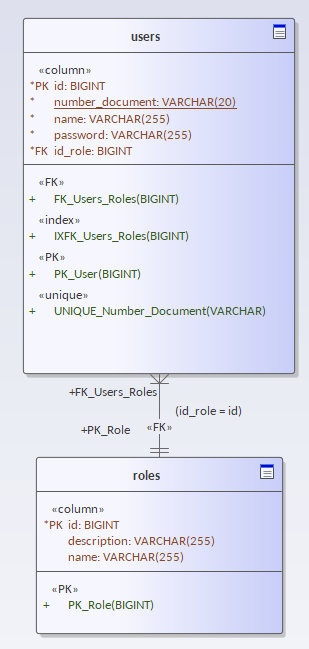 users
«column»
*PK id: BIGINT
* number_document: VARCHAR(20)
* name: VARCHAR(255)
* password: VARCHAR(255)
*FK id_role: BIGINT
«FK»
+ FK_Users_Roles(BIGINT)
«index»
+ IXFK_Users_Roles(BIGINT)
«PK»
+ PK_User(BIGINT)
«unique»
+ UNIQUE_Number_Document(VARCHAR)
+FK_Users_Roles
(id_role = id)
+PK_Role «FK»
roles
«column»
*PK id: BIGINT
description: VARCHAR(255)
name: VARCHAR(255)
«PK»
+ PK_Role(BIGINT)